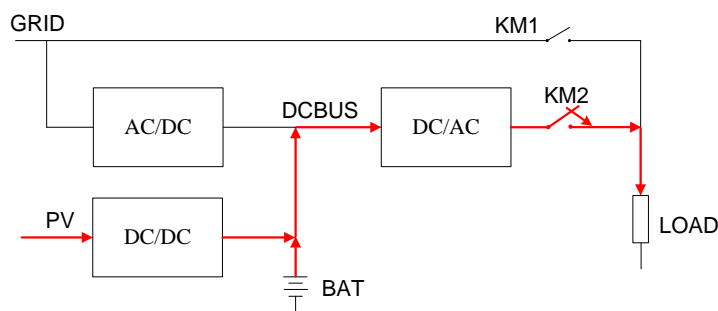 GRID
KM1
AC/DC
DCBUS
DC/AC
KM2
PV
DC/DC
BAT
LOAD